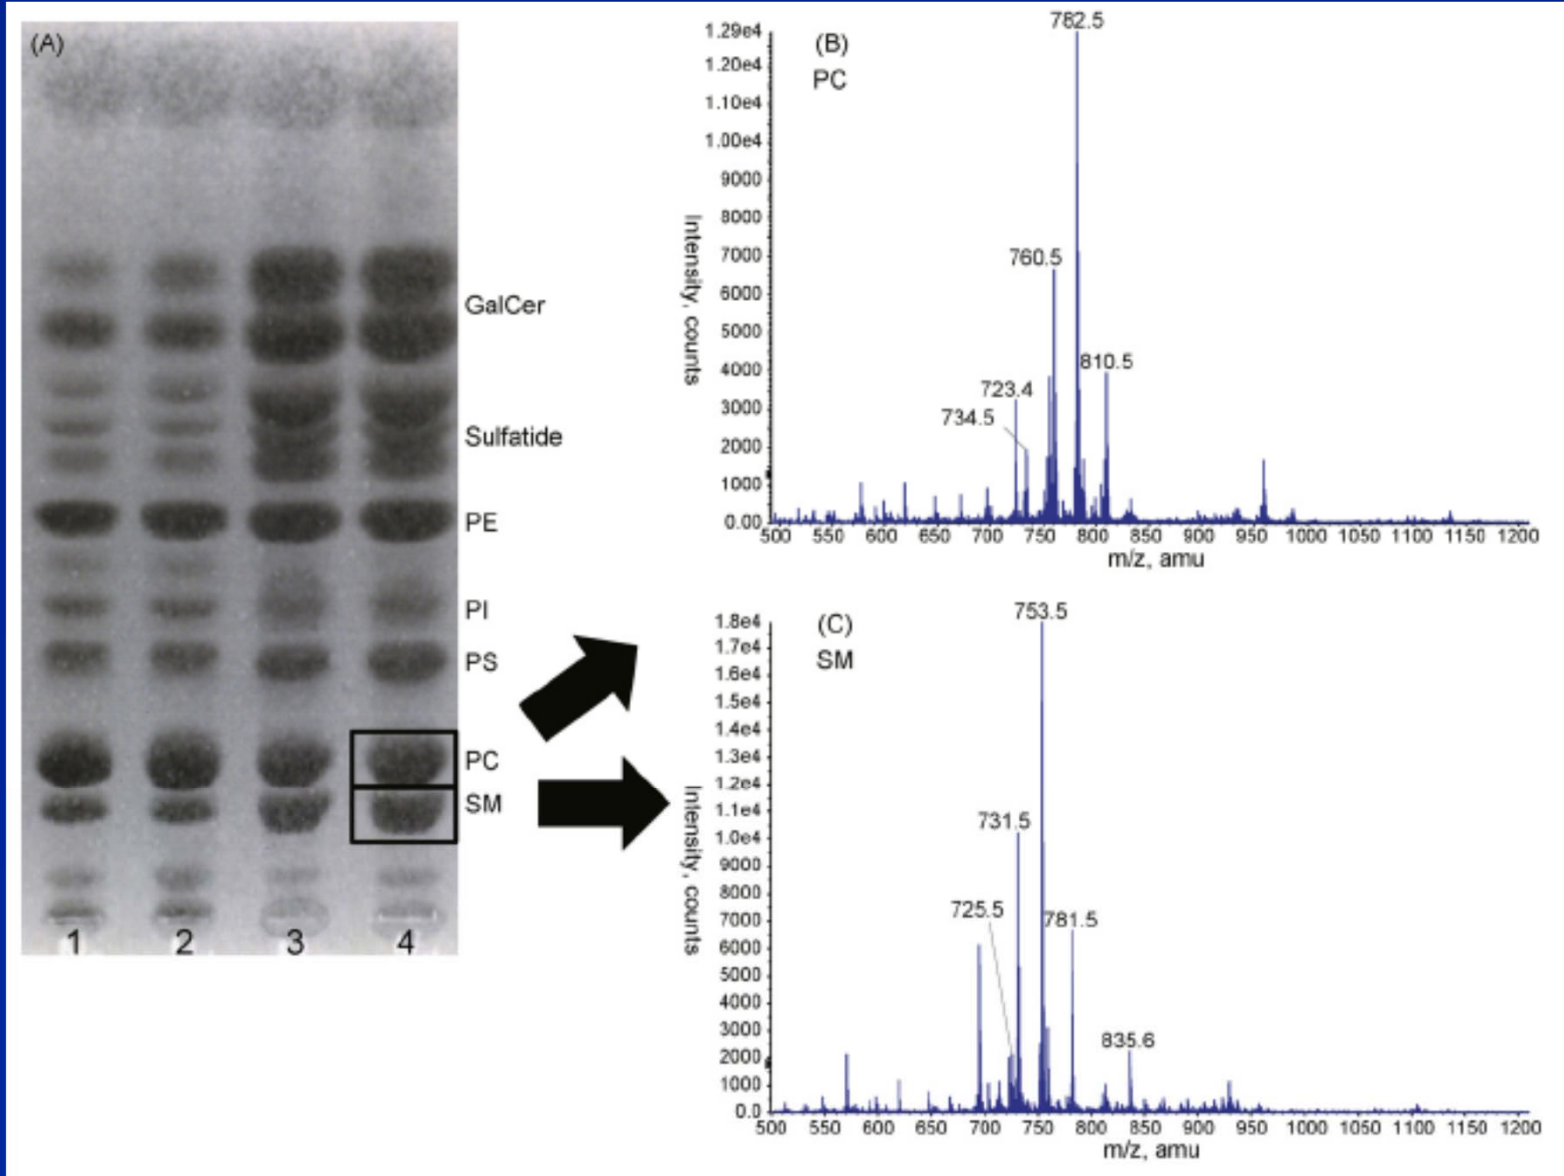 (A)
GalCer
Sulfatide
PE
PI
PS
PC
SM
1 2 3 4
(B)
PC
782.5
760.5
810.5
723.4
734.5
1.29e4
1.20e4
1.10e4
1.00e4
9000
8000
7000
6000
5000
4000
3000
2000
1000
0.00
Intensity, counts
500 550 600 650 700 750 800 850 900 950 1000 1050 1100 1150 1200
m/z, amu
(C)
SM
753.5
731.5
725.5
781.5
835.6
1.8e4
1.7e4
1.6e4
1.5e4
1.4e4
1.3e4
1.2e4
1.1e4
1.0e4
9000
8000
7000
6000
5000
4000
3000
2000
1000
0.0
Intensity, counts
500 550 600 650 700 750 800 850 900 950 1000 1050 1100 1150 1200
m/z, amu